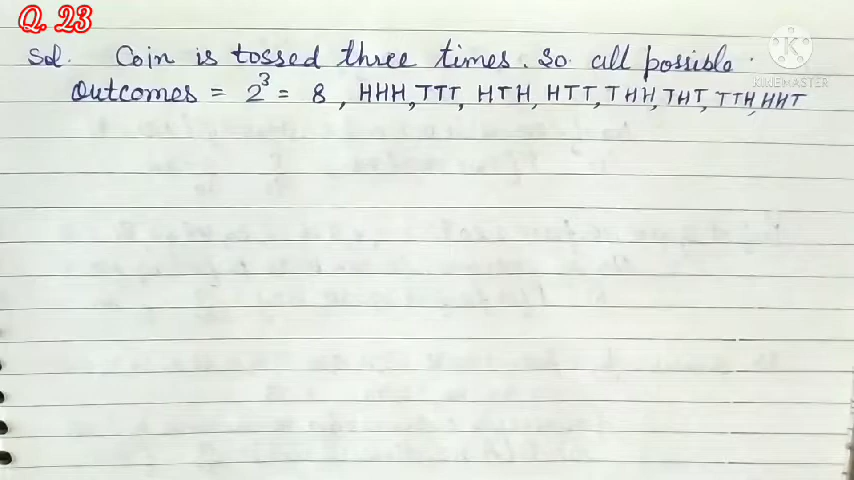 Q. 23
Sol. Coin is tossed three times. So all possible
Outcomes = 2³ = 8, HHH, TTT, HTH, HTT, THH, THT, TTH, HHT
K
KINEMASTER